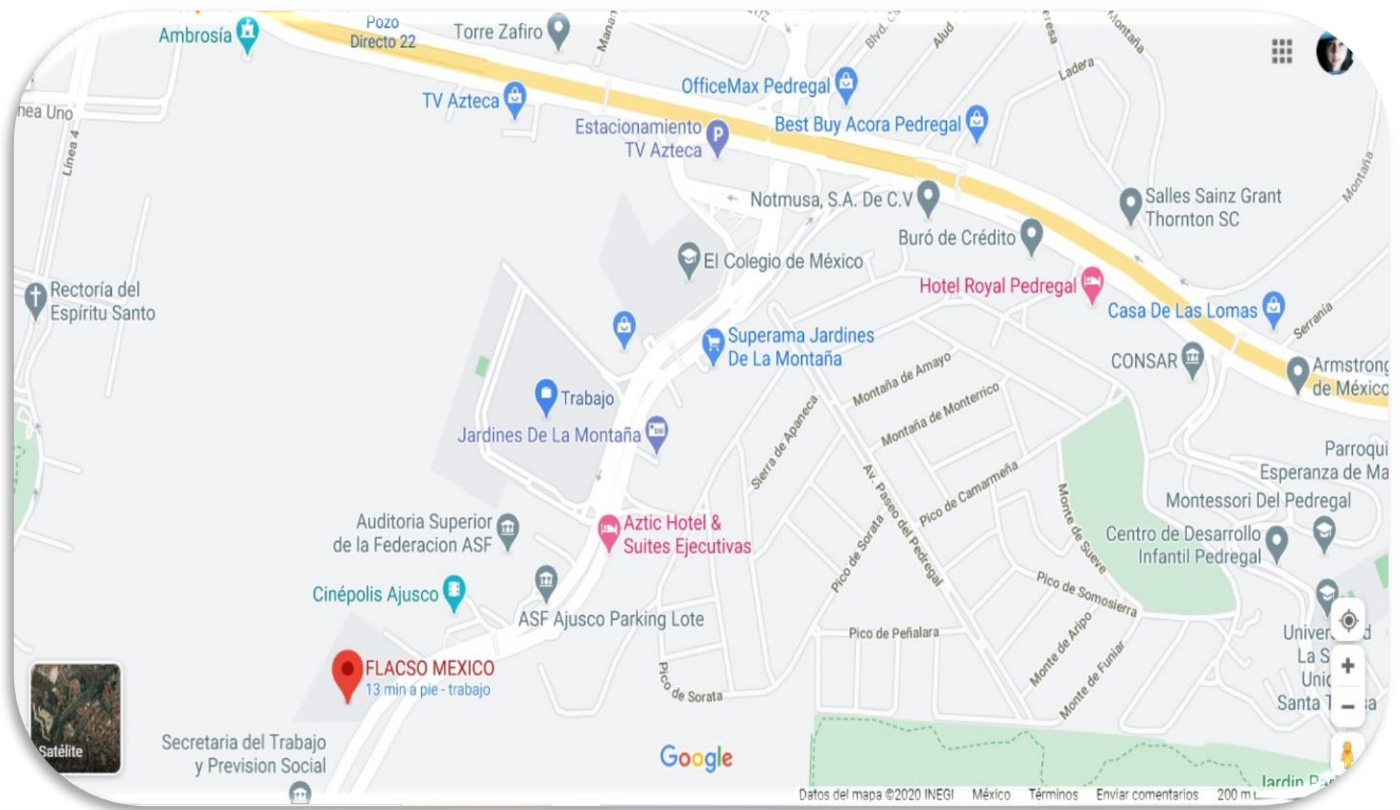 Pozo
Directo 22
Ambrosía
Torre Zafiro
Blvd.
Alud
Montaña
Ladera
TV Azteca
OfficeMax Pedregal
Best Buy Acora Pedregal
Estacionamiento
TV Azteca
nea Uno
Línea 4
Montaña
Notmusa, S.A. De C.V
Salles Sainz Grant
Thornton SC
Buró de Crédito
El Colegio de México
Hotel Royal Pedregal
Rectoría del
Espíritu Santo
Casa De Las Lomas
Serranía
Superama Jardines
De La Montaña
CONSAR
Armstrong
de México
Montaña de Amayo
Trabajo
Montaña de Monterrico
Sierra de Apaneca
Jardines De La Montaña
Parroqui
Esperanza de Ma
Av. Paseo del Pedregal
Pico de Camarmeña
Montessori Del Pedregal
Monte de Sueve
Auditoria Superior
de la Federacion ASF
Aztic Hotel &
Suites Ejecutivas
Pico de Sorata
Centro de Desarrollo
Infantil Pedregal
Cinépolis Ajusco
Pico de Somosierra
ASF Ajusco Parking Lote
Pico de Peñalara
Monte de Aripo
Monte de Funiar
FLACSO MEXICO
13 min a pie - trabajo
Pico de Sorata
La S
Santa T
Satélite
Secretaria del Trabajo
y Prevision Social
Google
Jardin
Datos del mapa ©2020 INEGI México Términos Enviar comentarios 200 m